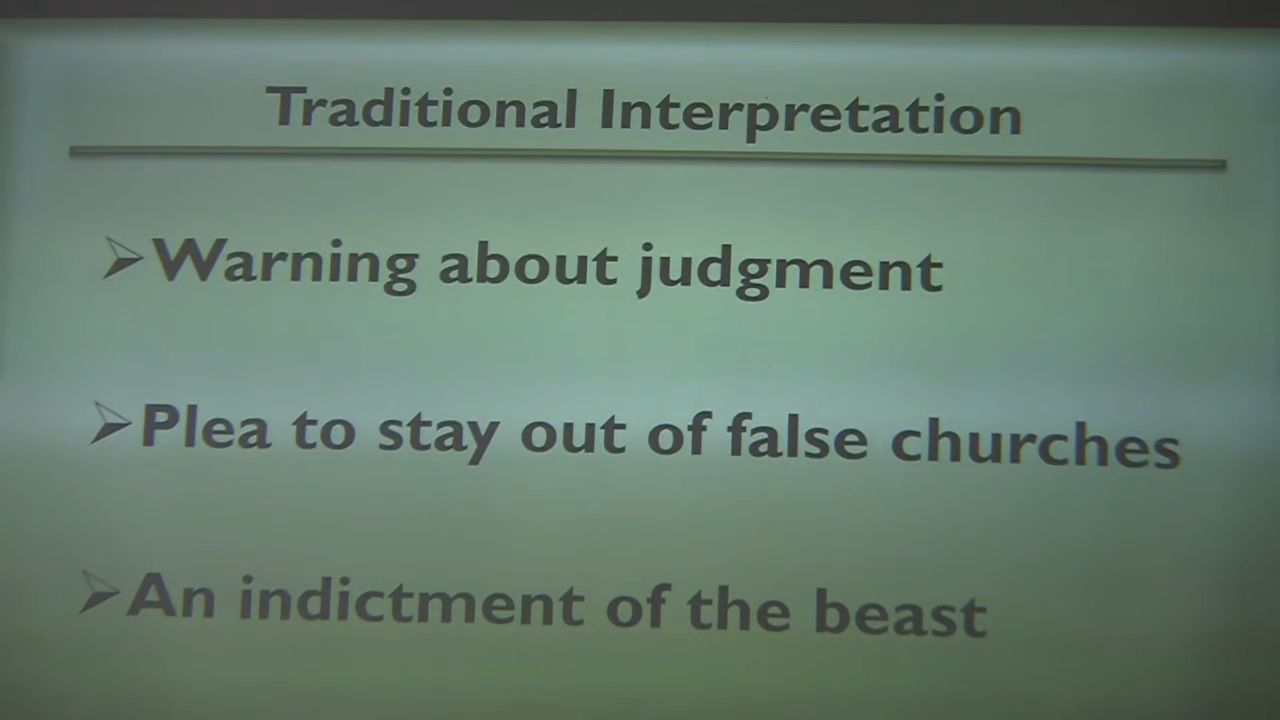 Traditional Interpretation
➢Warning about judgment
➢Plea to stay out of false churches
➢An indictment of the beast